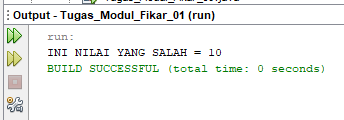 Output - Tugas_Modul_Fikar_01 (run)
run:
INI NILAI YANG SALAH = 10
BUILD SUCCESSFUL (total time: 0 seconds)